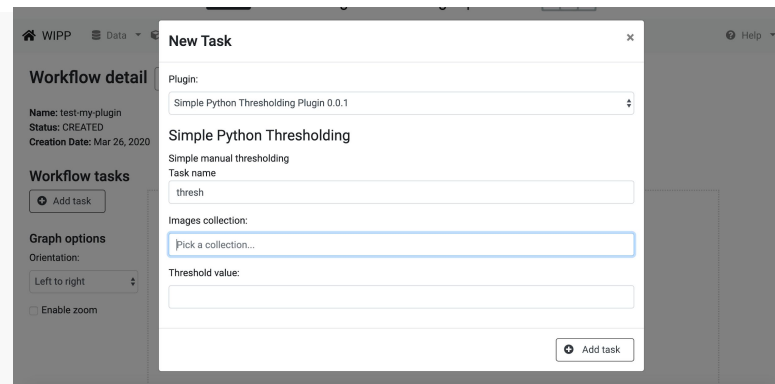 WIPP
Data
Help
New Task
×
Workflow detail
Plugin:
Simple Python Thresholding Plugin 0.0.1
Name: test-my-plugin
Status: CREATED
Creation Date: Mar 26, 2020
Simple Python Thresholding
Simple manual thresholding
Task name
thresh
Workflow tasks
Add task
Images collection:
Pick a collection...
Graph options
Orientation:
Left to right
Enable zoom
Threshold value:
Add task